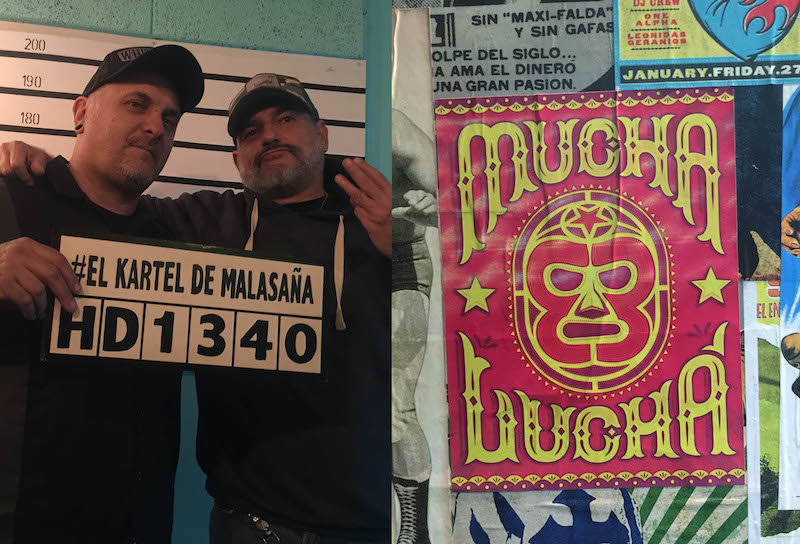 200
190
180
#EL KARTEL DE MALASAÑA
HD1340
SIN "MAXI-FALDA"
Y SIN GAFAS
OLPE DEL SIGLO...
A AMA EL DINERO
UNA GRAN PASION.
DJ CREW
ONE
ALPHA
LEONIDAS
GERANIOS
JANUARY.FRIDAY.27
MUCHA
LUCHÁ